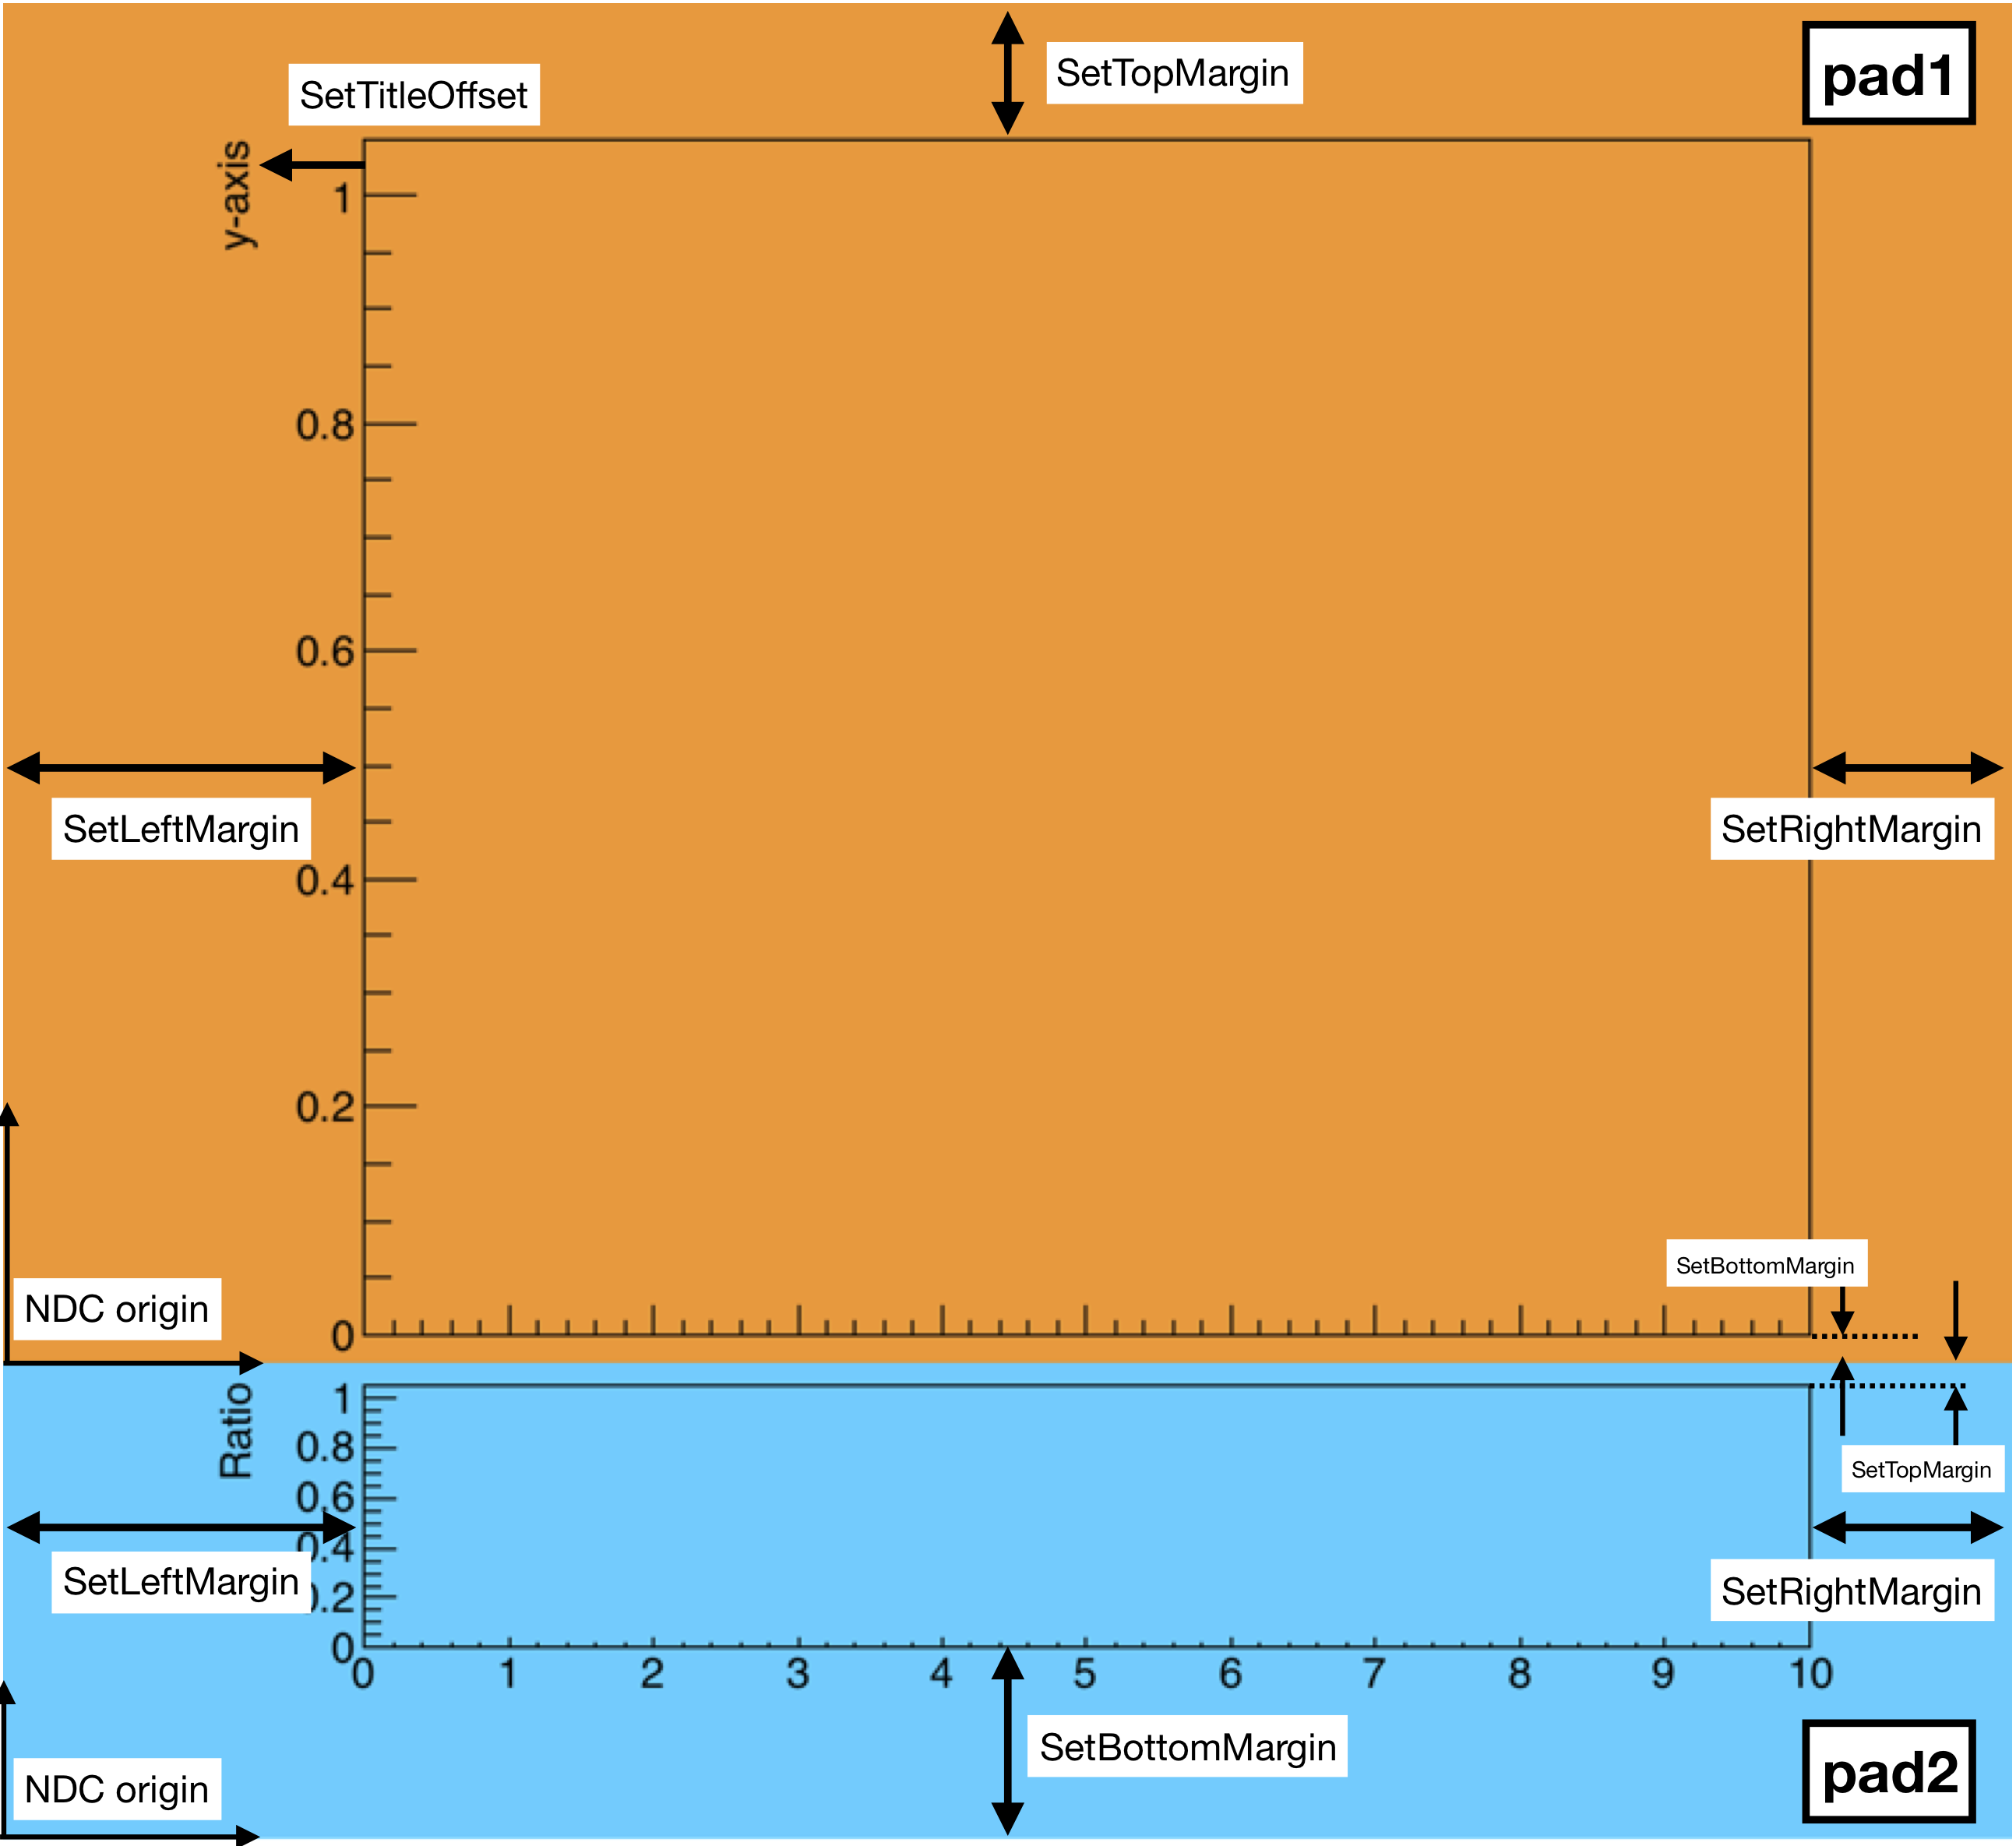 SetTopMargin
pad1
SetTitleOffset
y-axis
1
0.8
0.6
SetLeftMargin
SetRightMargin
0.4
0.2
SetBottomMargin
NDC origin
0
Ratio
1
0.8
0.6
0.4
SetTopMargin
SetLeftMargin
0.2
SetRightMargin
0
0 1 2 3 4 5 6 7 8 9 10
SetBottomMargin
pad2
NDC origin